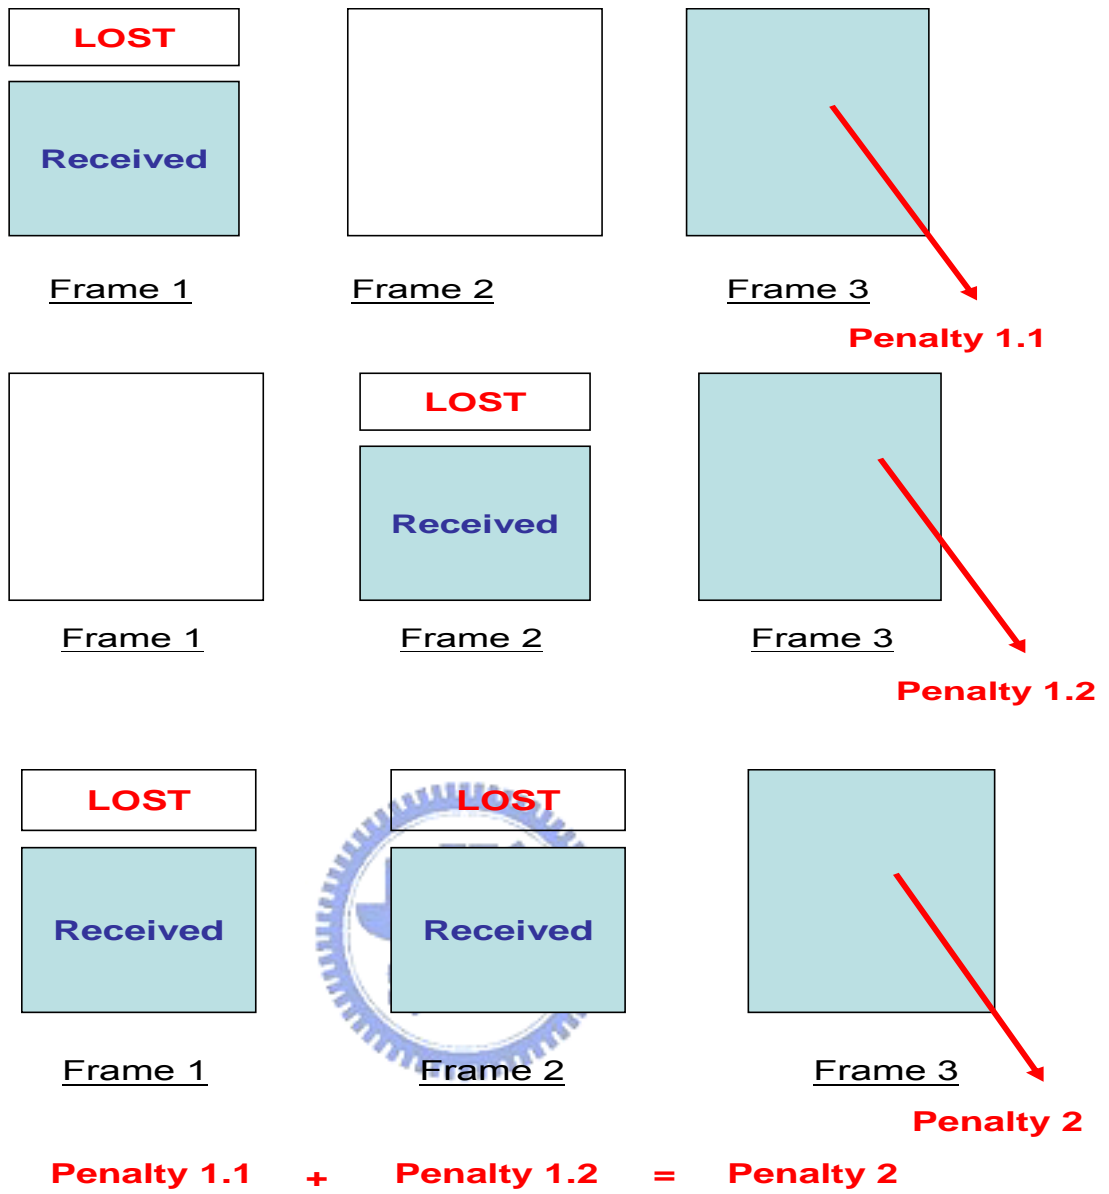 LOST
Received
Frame 1 Frame 2 Frame 3
Penalty 1.1
LOST
Received
Frame 1 Frame 2 Frame 3
Penalty 1.2
LOST LOST
Received Received
Frame 1 Frame 2 Frame 3
Penalty 2
Penalty 1.1 + Penalty 1.2 = Penalty 2